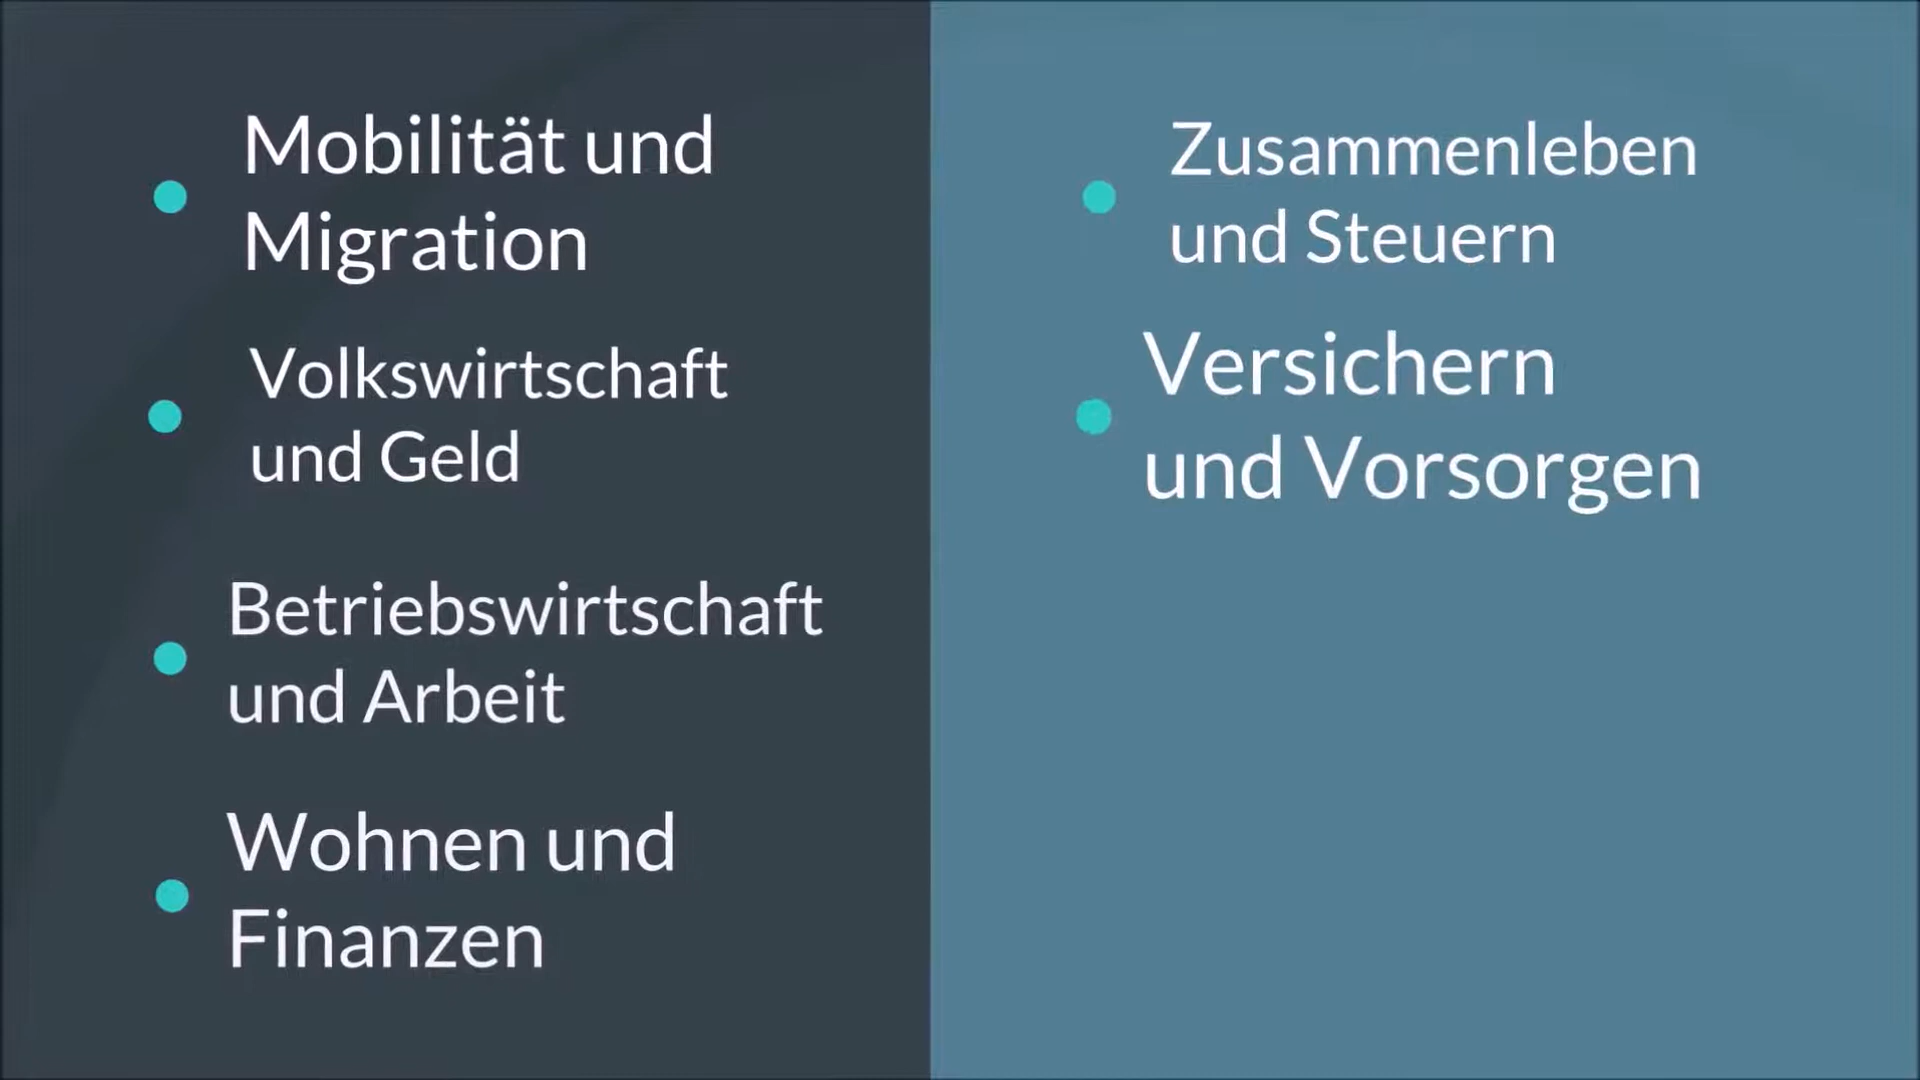 Mobilität und
Migration
Volkswirtschaft
und Geld
Betriebswirtschaft
und Arbeit
Wohnen und
Finanzen
Zusammenleben
und Steuern
Versichern
und Vorsorgen